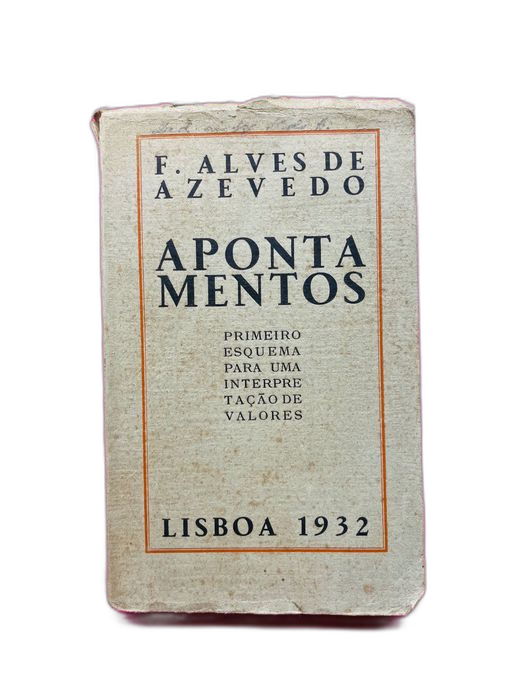 F. ALVES DE
AZEVEDO
APONTA
MENTOS
PRIMEIRO
ESQUEMA
PARA UMA
INTERPRE
TAÇÃO DE
VALORES
LISBOA 1932